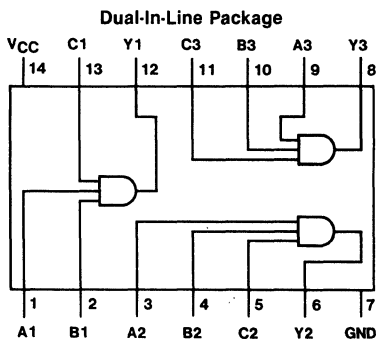 Dual-In-Line Package
VCC C1 Y1 C3 B3 A3 Y3
14 13 12 11 10 9 8
1 2 3 4 5 6 7
A1 B1 A2 B2 C2 Y2 GND